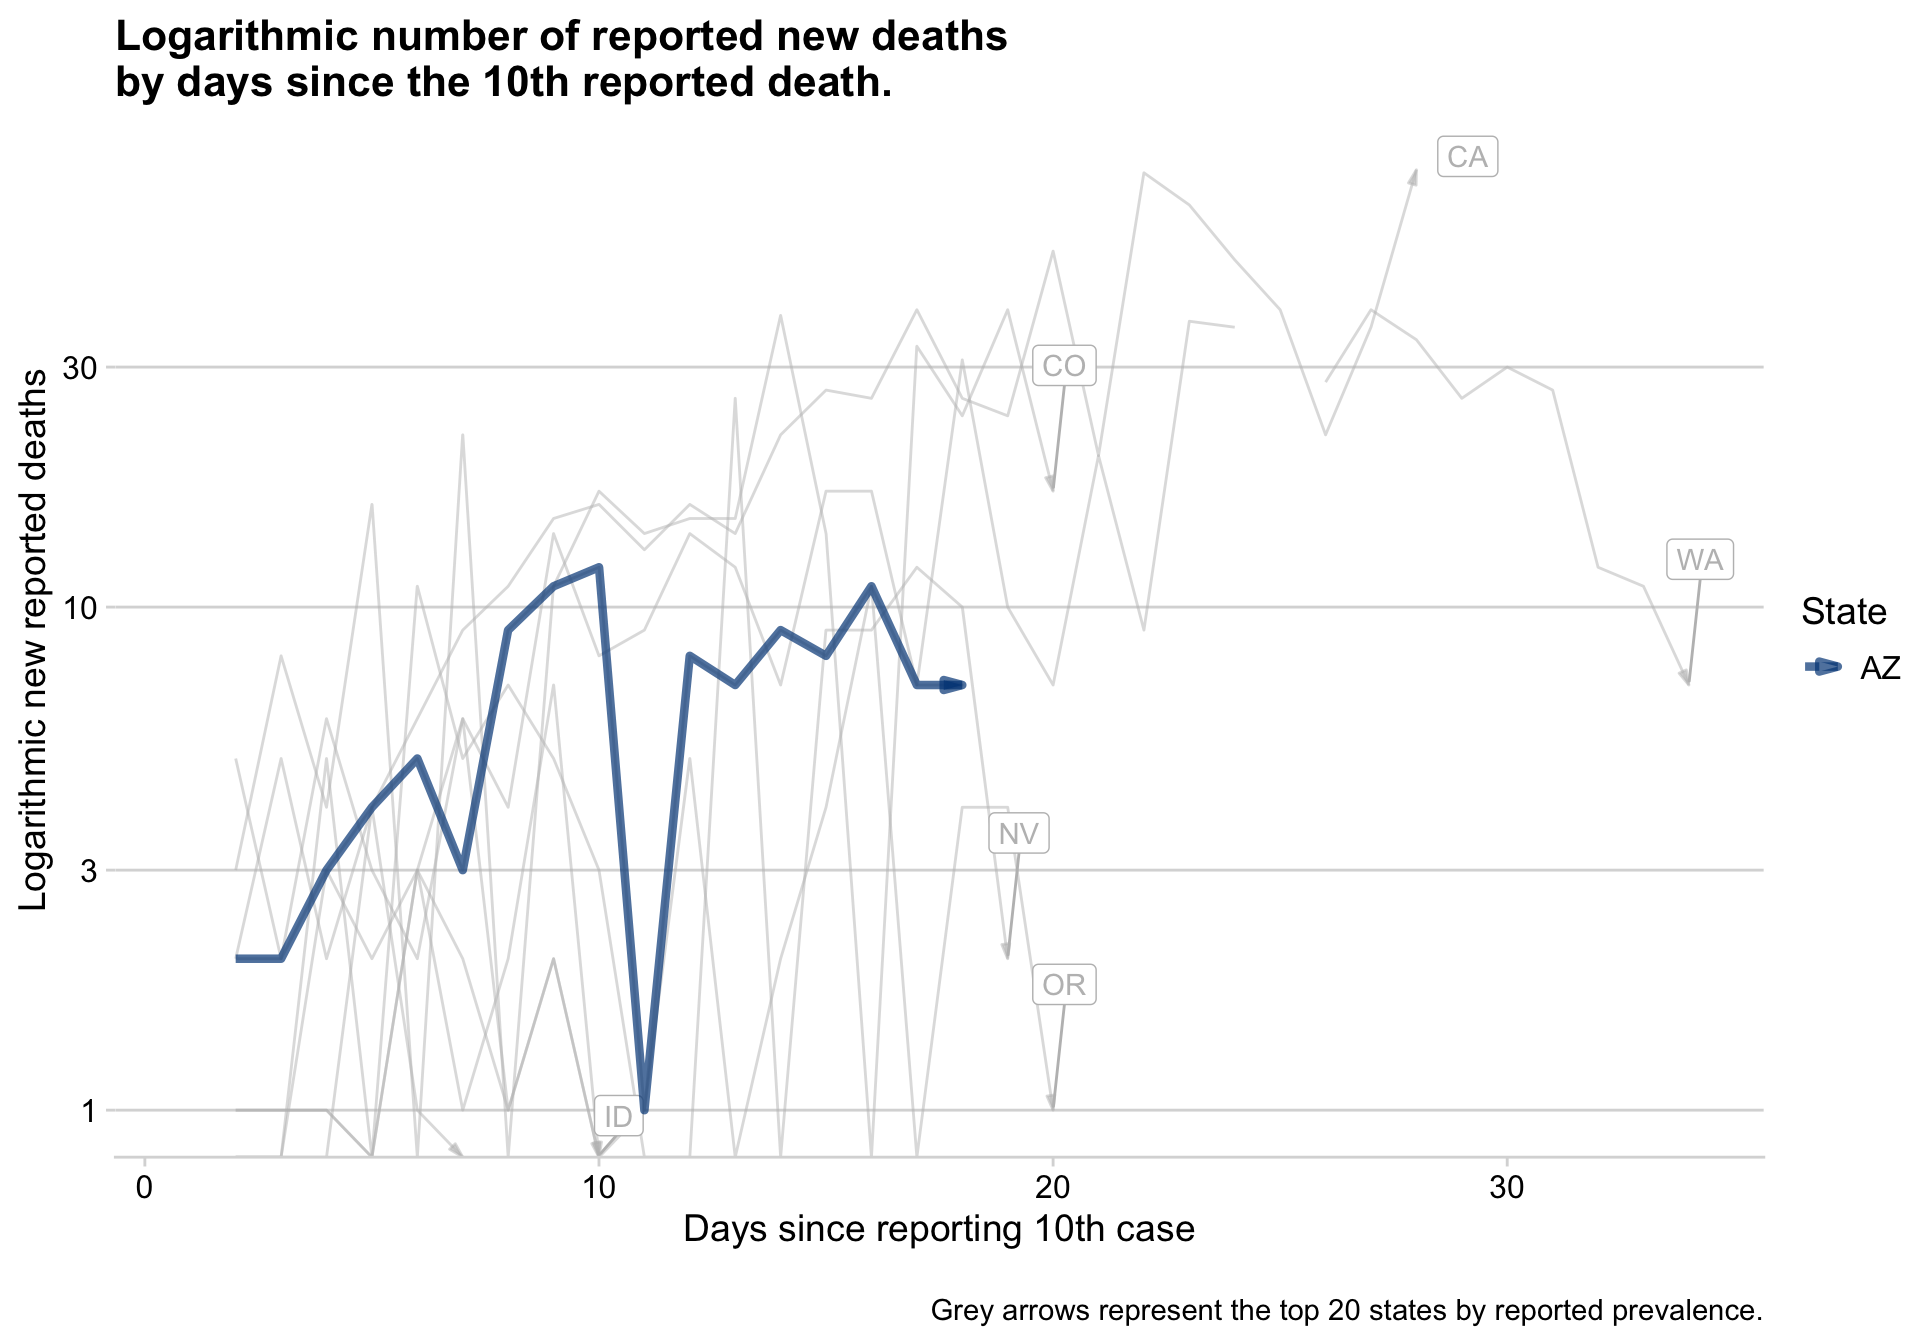 Logarithmic number of reported new deaths
by days since the 10th reported death.
CA
CO
30
WA
10
State
AZ
NV
3
OR
ID
1
Logarithmic new reported deaths
0
10
20
30
Days since reporting 10th case
Grey arrows represent the top 20 states by reported prevalence.